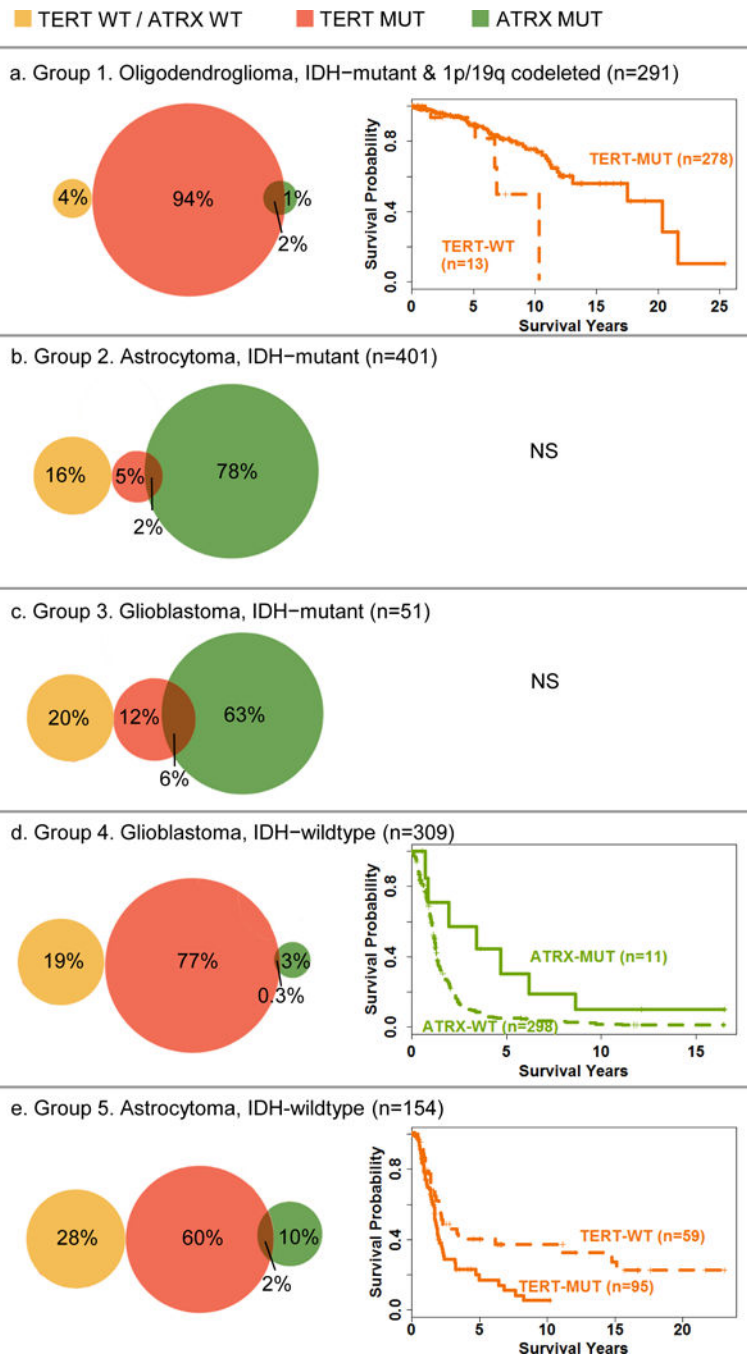 TERT WT / ATRX WT TERT MUT ATRX MUT
a. Group 1. Oligodendroglioma, IDH−mutant & 1p/19q codeleted (n=291)
4%
94%
1%
2%
Survival Probability
0.8
0.4
0.0
TERT-MUT (n=278)
TERT-WT
(n=13)
0 5 10 15 20 25
Survival Years
b. Group 2. Astrocytoma, IDH−mutant (n=401)
16%
5%
78%
2%
NS
c. Group 3. Glioblastoma, IDH−mutant (n=51)
20%
12%
63%
6%
NS
d. Group 4. Glioblastoma, IDH−wildtype (n=309)
19%
77%
3%
0.3%
Survival Probability
0.8
0.4
0.0
ATRX-MUT (n=11)
ATRX-WT (n=298)
0 5 10 15
Survival Years
e. Group 5. Astrocytoma, IDH-wildtype (n=154)
28%
60%
10%
2%
Survival Probability
0.8
0.4
0.0
TERT-WT (n=59)
TERT-MUT (n=95)
0 5 10 15 20
Survival Years